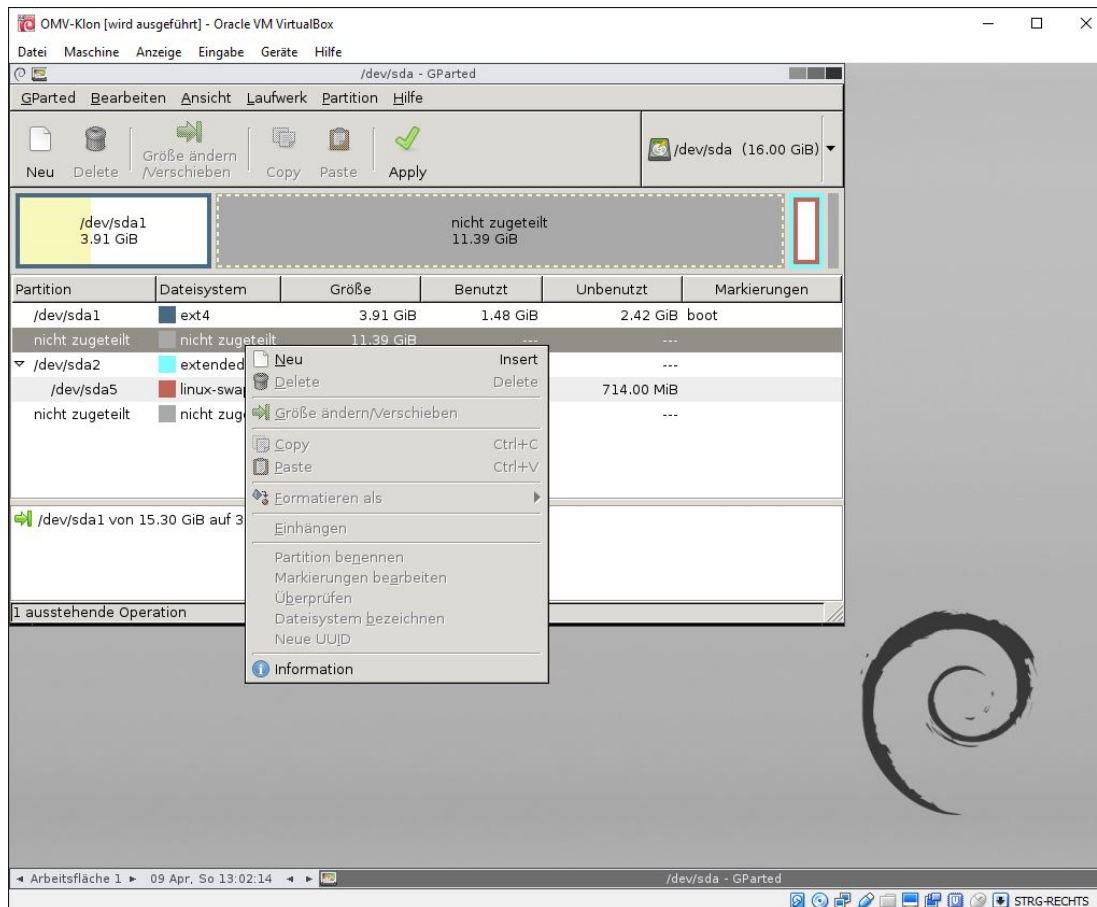 OMV-Klon [wird ausgeführt] - Oracle VM VirtualBox
Datei Maschine Anzeige Eingabe Geräte Hilfe
/dev/sda - GParted
GParted Bearbeiten Ansicht Laufwerk Partition Hilfe
Neu Delete Größe ändern /Verschieben Copy Paste Apply
/dev/sda (16.00 GiB)
/dev/sda1
3.91 GiB
nicht zugeteilt
11.39 GiB
Partition Dateisystem Größe Benutzt Unbenutzt Markierungen
/dev/sda1 ext4 3.91 GiB 1.48 GiB 2.42 GiB boot
nicht zugeteilt nicht zugeteilt 11.39 GiB --- ---
/dev/sda2 extended ---
/dev/sda5 linux-swap 714.00 MiB
nicht zugeteilt nicht zug ---
Neu Insert
Delete Delete
Größe ändern/Verschieben
Copy Ctrl+C
Paste Ctrl+V
Formatieren als
Einhängen
Partition benennen
Markierungen bearbeiten
Überprüfen
Dateisystem bezeichnen
Neue UUID
Information
/dev/sda1 von 15.30 GiB auf 3
1 ausstehende Operation
Arbeitsfläche 1 09 Apr, So 13:02:14 /dev/sda - GParted
STRG-RECHTS